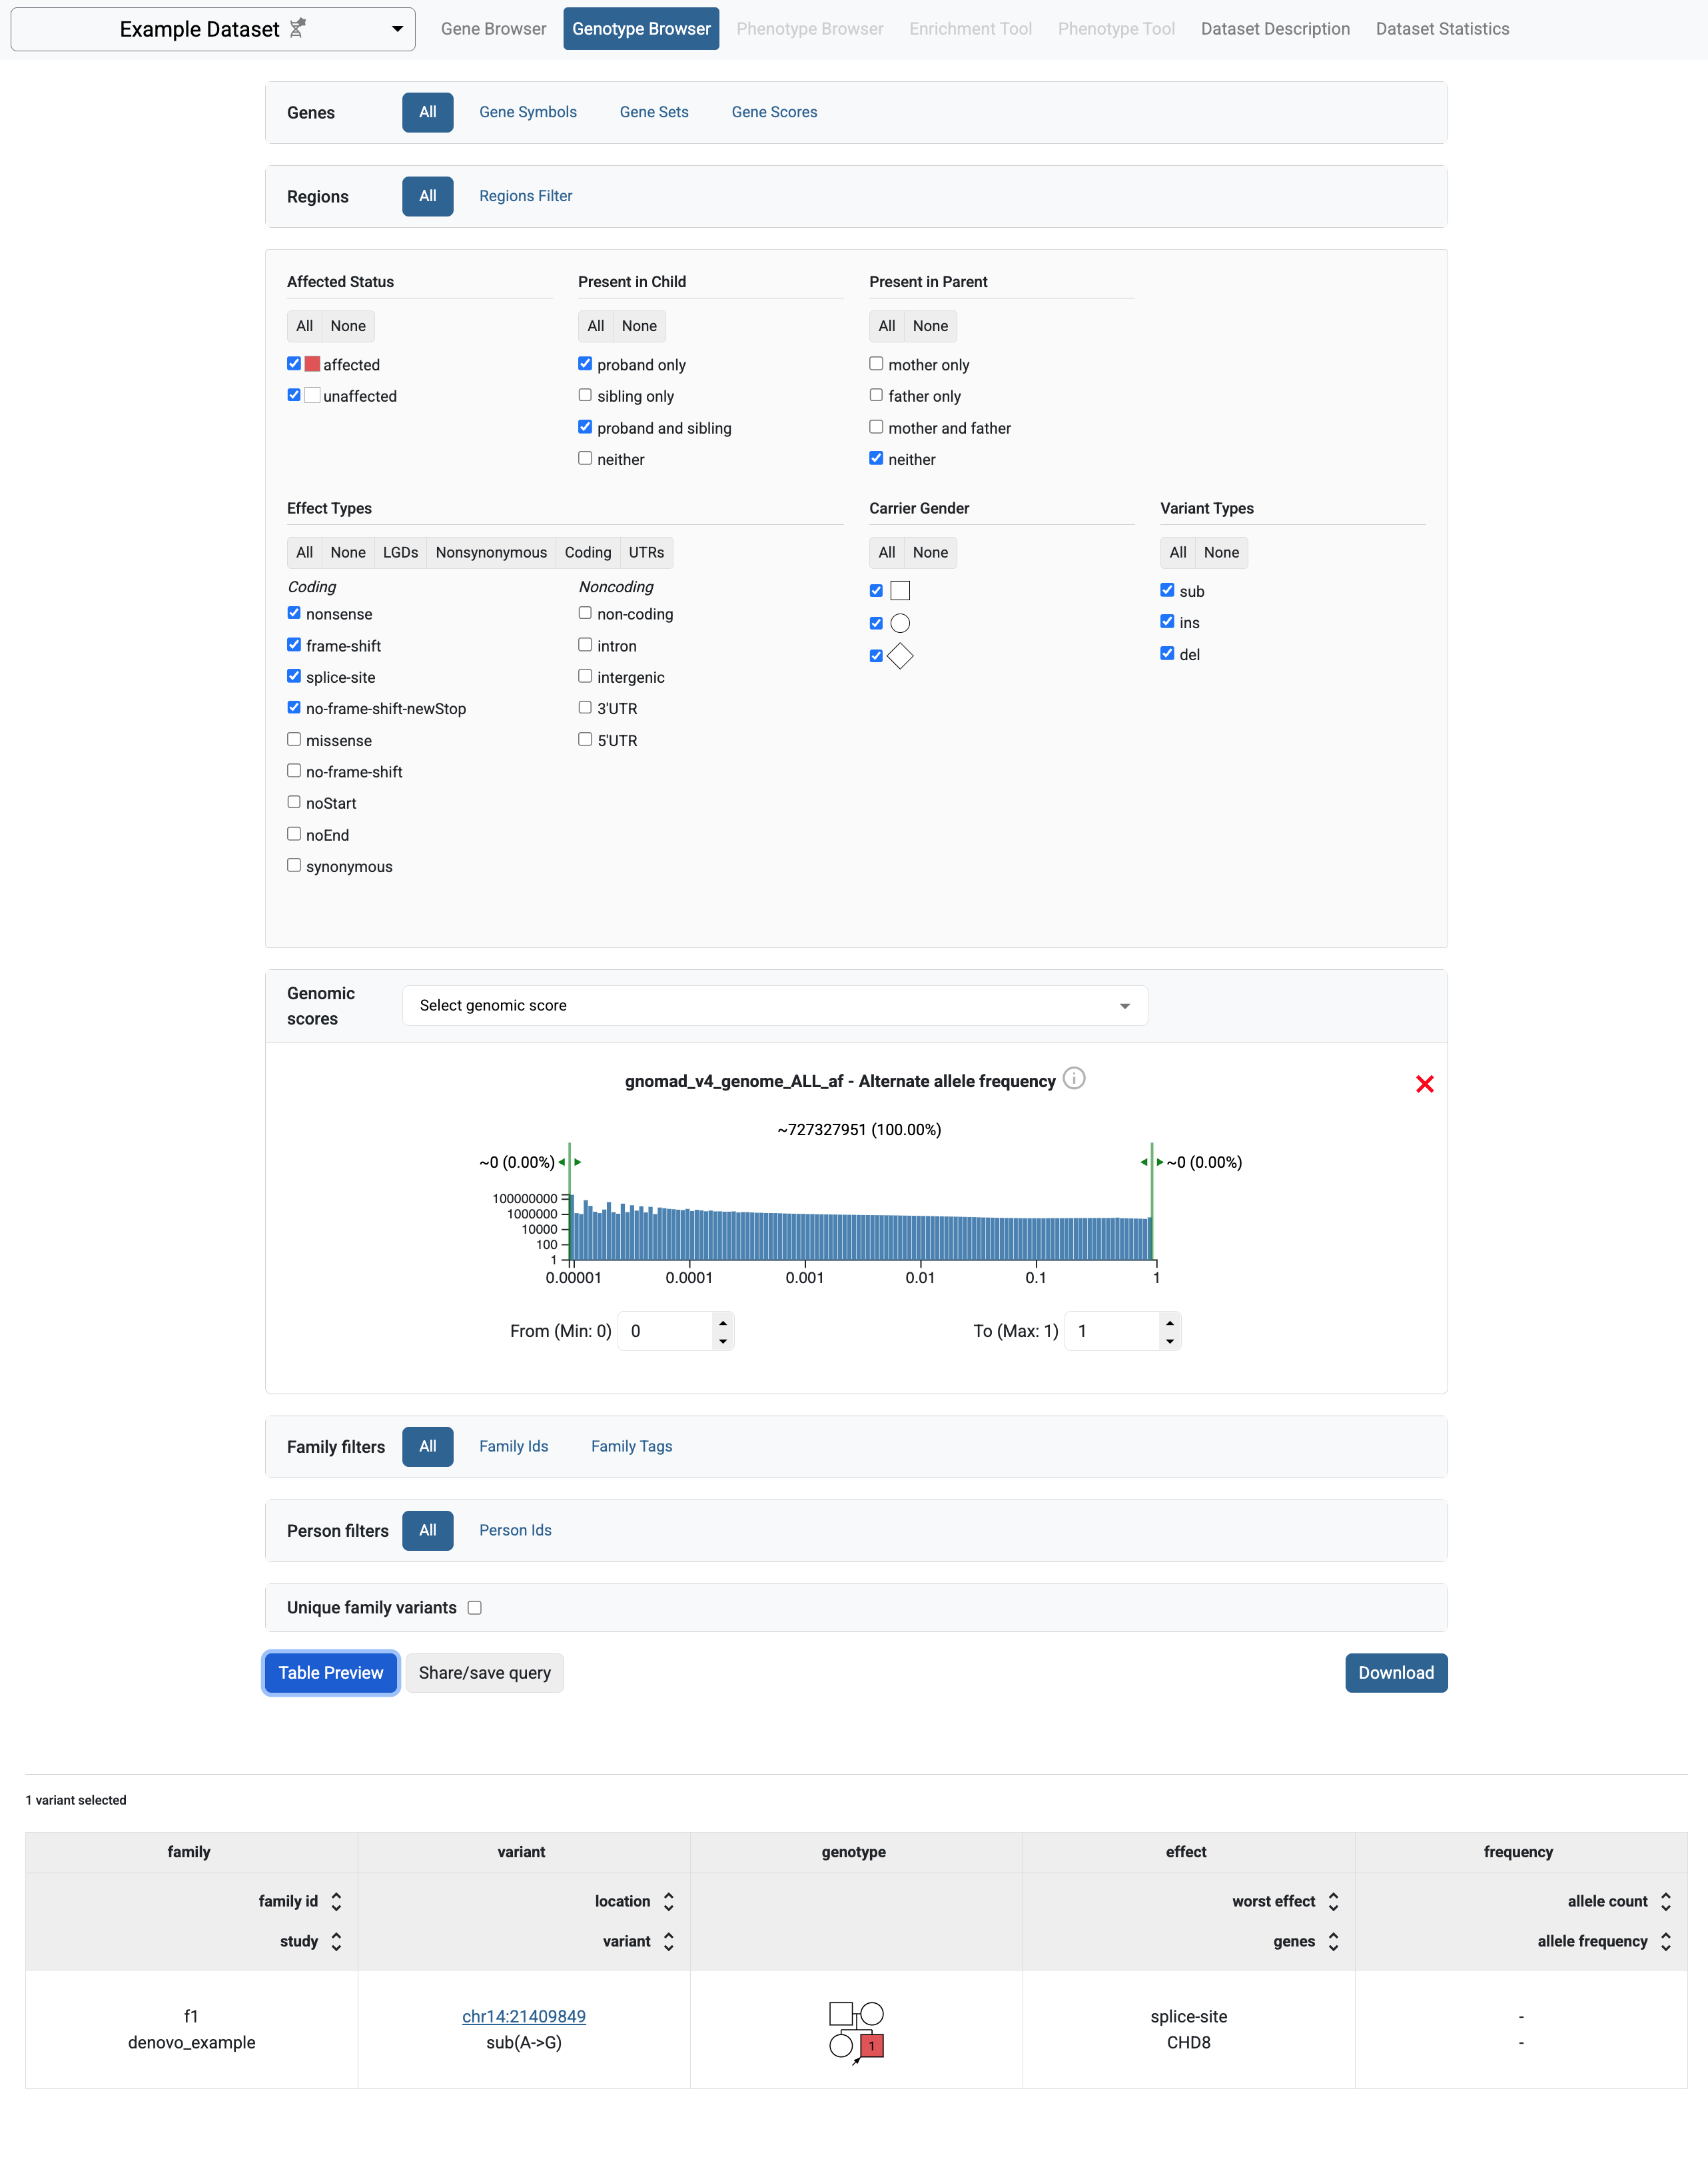 Example Dataset
Gene Browser Genotype Browser Phenotype Browser Enrichment Tool Phenotype Tool Dataset Description Dataset Statistics
Genes All Gene Symbols Gene Sets Gene Scores
Regions All Regions Filter
Affected Status Present in Child Present in Parent
All None All None All None
affected proband only mother only
unaffected sibling only father only
proband and sibling mother and father
neither neither
Effect Types Carrier Gender Variant Types
All None LGDs Nonsynonymous Coding UTRs All None All None
Coding Noncoding
nonsense non-coding sub
frame-shift intron ins
splice-site intergenic del
no-frame-shift-newStop 3'UTR
missense 5'UTR
no-frame-shift
noStart
noEnd
synonymous
Genomic scores Select genomic score
gnomad_v4_genome_ALL_af - Alternate allele frequency
~727327951 (100.00%)
~0 (0.00%) ~0 (0.00%)
100000000
1000000
10000
100
1
0.00001 0.0001 0.001 0.01 0.1 1
From (Min: 0) 0 To (Max: 1) 1
Family filters All Family Ids Family Tags
Person filters All Person Ids
Unique family variants
Table Preview Share/save query Download
1 variant selected
family variant genotype effect frequency
family id location worst effect allele count
study variant genes allele frequency
f1 chr14:21409849 splice-site -
denovo_example sub(A->G) 1 CHD8 -